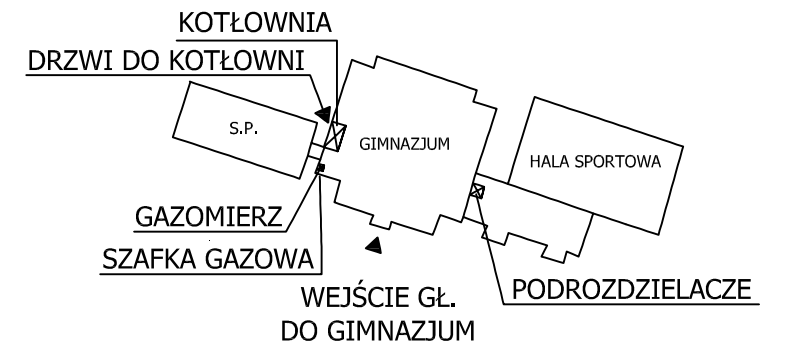 KOTŁOWNIA
DRZWI DO KOTŁOWNI
S.P.
GIMNAZJUM
HALA SPORTOWA
GAZOMIERZ
SZAFKA GAZOWA
WEJŚCIE GŁ.
DO GIMNAZJUM
PODROZDZIELACZE